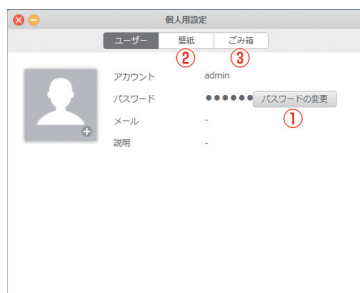 個人用設定
ユーザー 壁紙 ごみ箱
② ③
アカウント admin
パスワード ●●●●●● パスワードの変更
①
メール -
説明 -